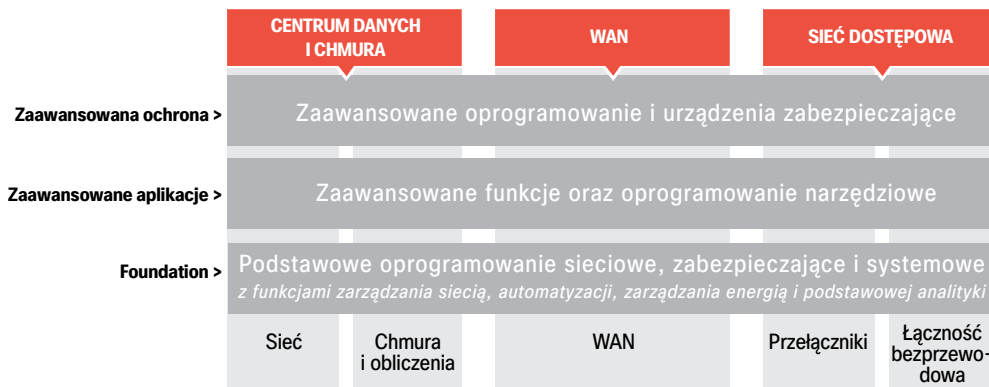 CENTRUM DANYCH
I CHMURA
WAN
SIEĆ DOSTĘPOWA
Zaawansowana ochrona >
Zaawansowane oprogramowanie i urządzenia zabezpieczające
Zaawansowane aplikacje >
Zaawansowane funkcje oraz oprogramowanie narzędziowe
Foundation >
Podstawowe oprogramowanie sieciowe, zabezpieczające i systemowe
z funkcjami zarządzania siecią, automatyzacji, zarządzania energią i podstawowej analityki
Sieć
Chmura
i obliczenia
WAN
Przełączniki
Łączność
bezprzewo-
dowa